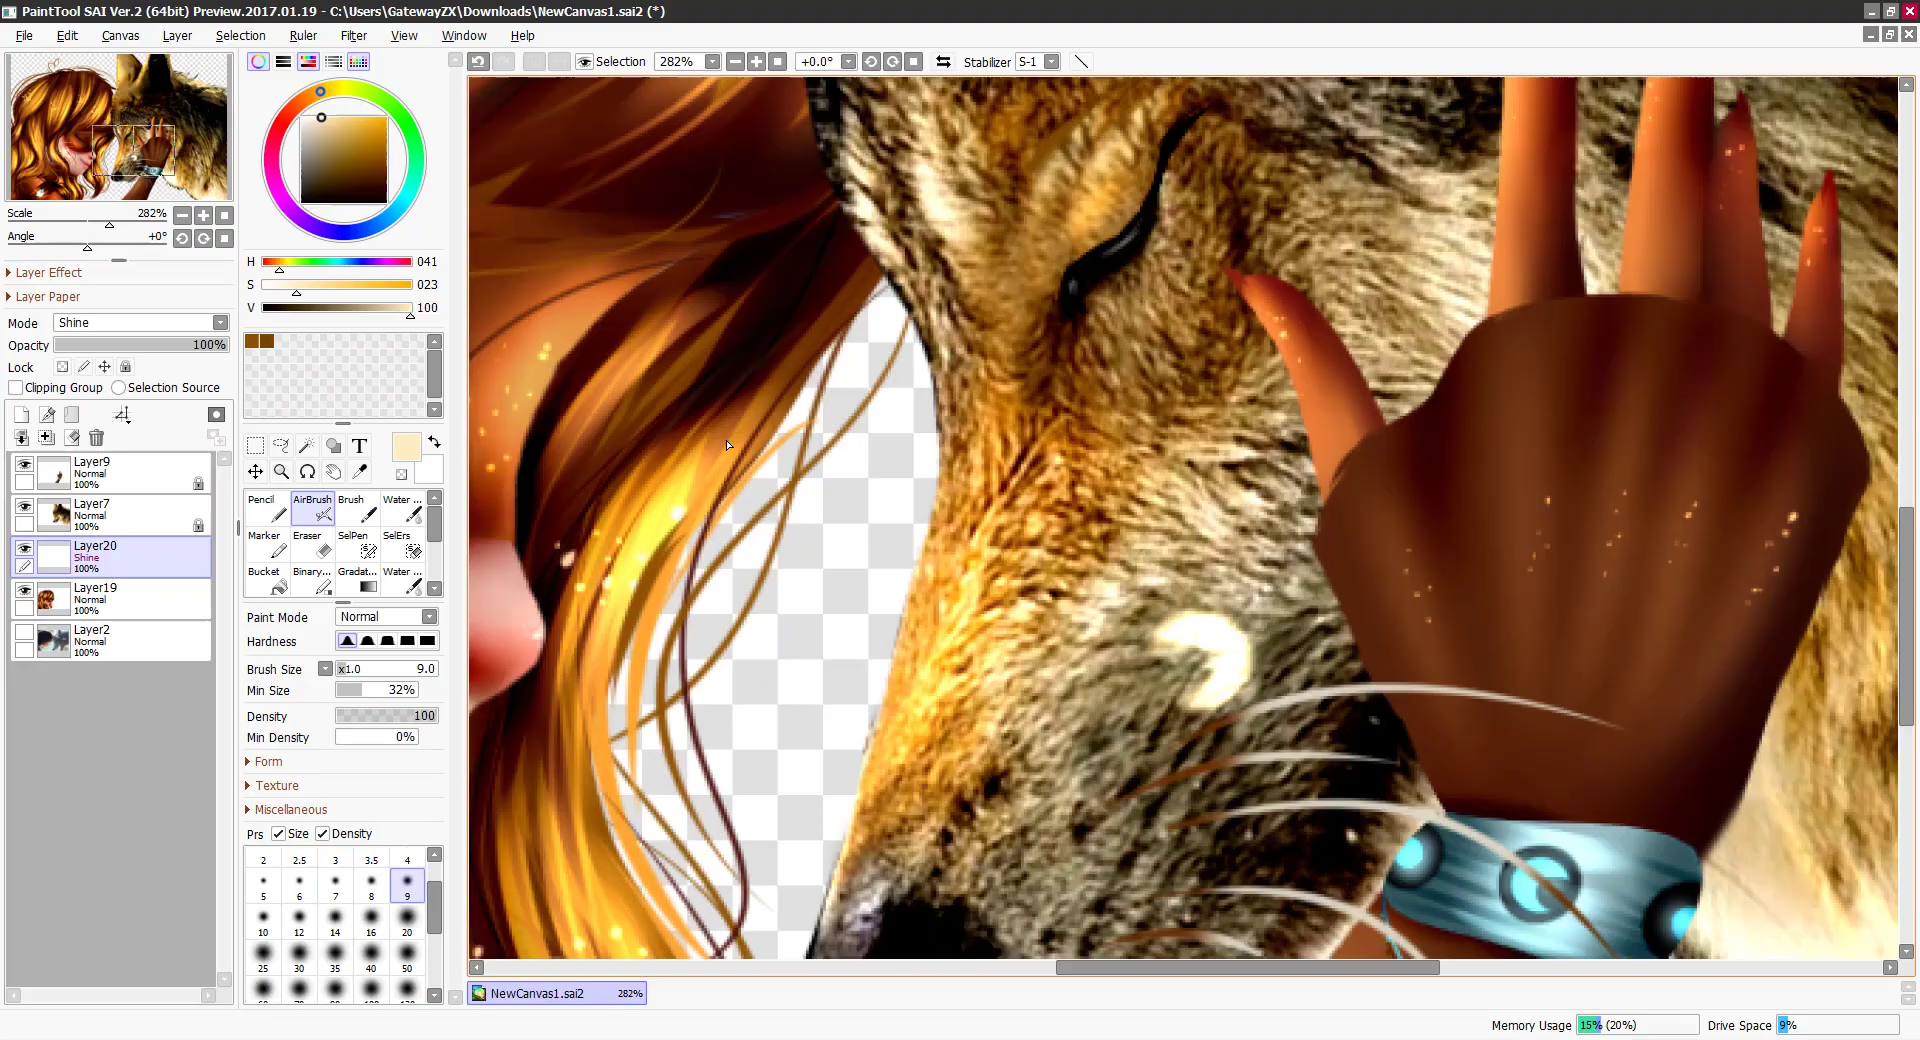 PaintTool SAI Ver.2 (64bit) Preview.2017.01.19 - C:\Users\GatewayZX\Downloads\NewCanvas1.sai2 (*)
File Edit Canvas Layer Selection Ruler Filter View Window Help
Selection 282% +0.0° Stabilizer S-1
Scale 282%
Angle +0°
Layer Effect
Layer Paper
Mode Shine
Opacity 100%
Lock
Clipping Group Selection Source
Layer9
Normal
100%
Layer7
Normal
100%
Layer20
Shine
100%
Layer19
Normal
100%
Layer2
Normal
100%
H 041
S 023
V 100
T
Pencil AirBrush Brush Water ...
Marker Eraser SelPen SelErs
Bucket Binary... Gradat... Water ...
Paint Mode Normal
Hardness
Brush Size x1.0 9.0
Min Size 32%
Density 100
Min Density 0%
Form
Texture
Miscellaneous
Prs Size Density
2 2.5 3 3.5 4
5 6 7 8 9
10 12 14 16 20
25 30 35 40 50
NewCanvas1.sai2 282%
Memory Usage 15% (20%) Drive Space 9%